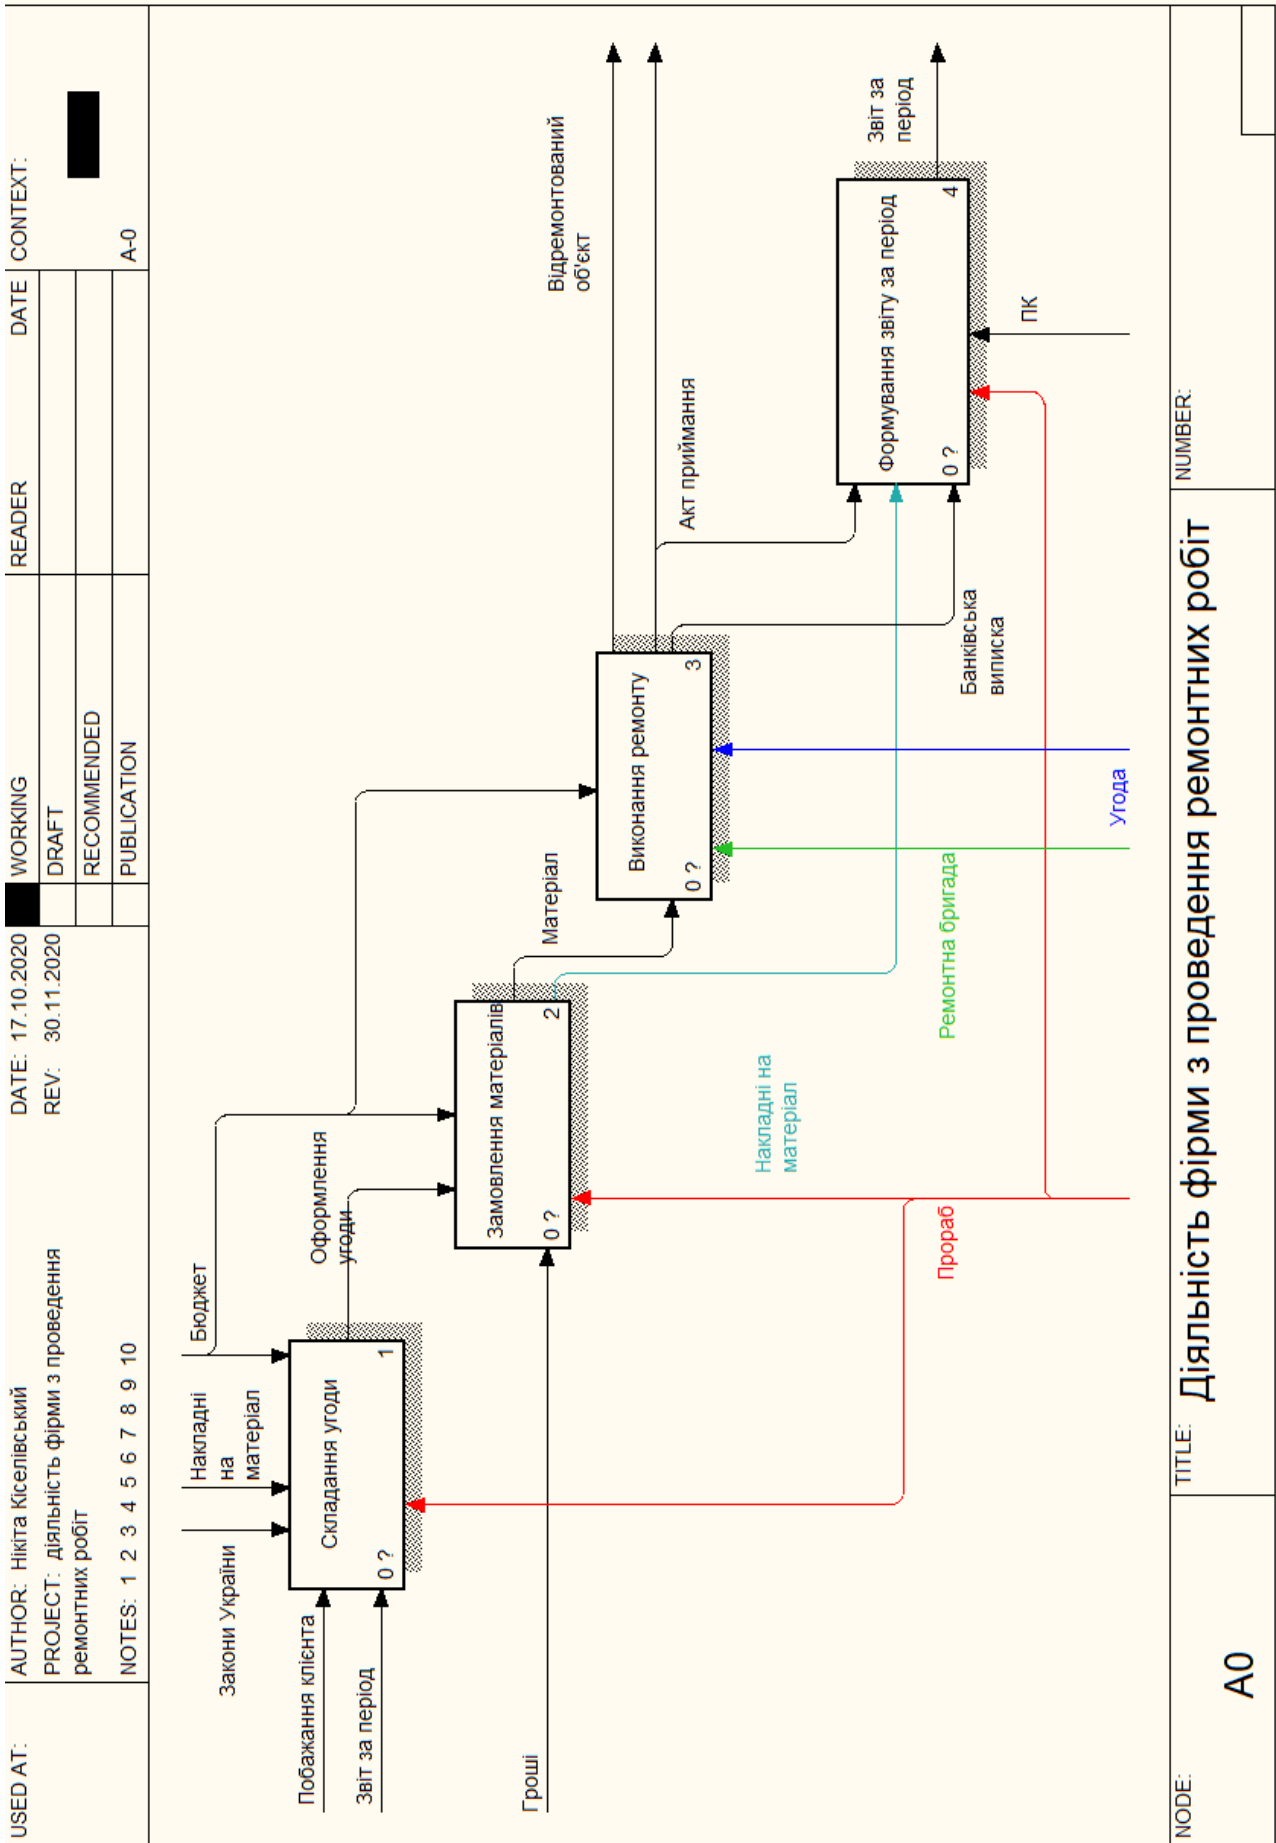 USED AT:
AUTHOR: Нікіта Кіселівський
DATE: 17.10.2020
WORKING
READER
DATE
CONTEXT:
PROJECT: діяльність фірми з проведення
ремонтних робіт
REV: 30.11.2020
DRAFT
RECOMMENDED
NOTES: 1 2 3 4 5 6 7 8 9 10
PUBLICATION
A-0
Закони України
Накладні
на
матеріал
Бюджет
Побажання клієнта
Звіт за період
Складання угоди
0 ?
1
Оформлення
угоди
Гроші
Замовлення матеріалів
0 ?
2
Матеріал
Виконання ремонту
0 ?
3
Відремонтований
об'єкт
Акт приймання
Банківська
виписка
Формування звіту за період
0 ?
4
Звіт за
період
Накладні на
матеріал
Прораб
Ремонтна бригада
Угода
ПК
NODE:
A0
TITLE:
Діяльність фірми з проведення ремонтних робіт
NUMBER: